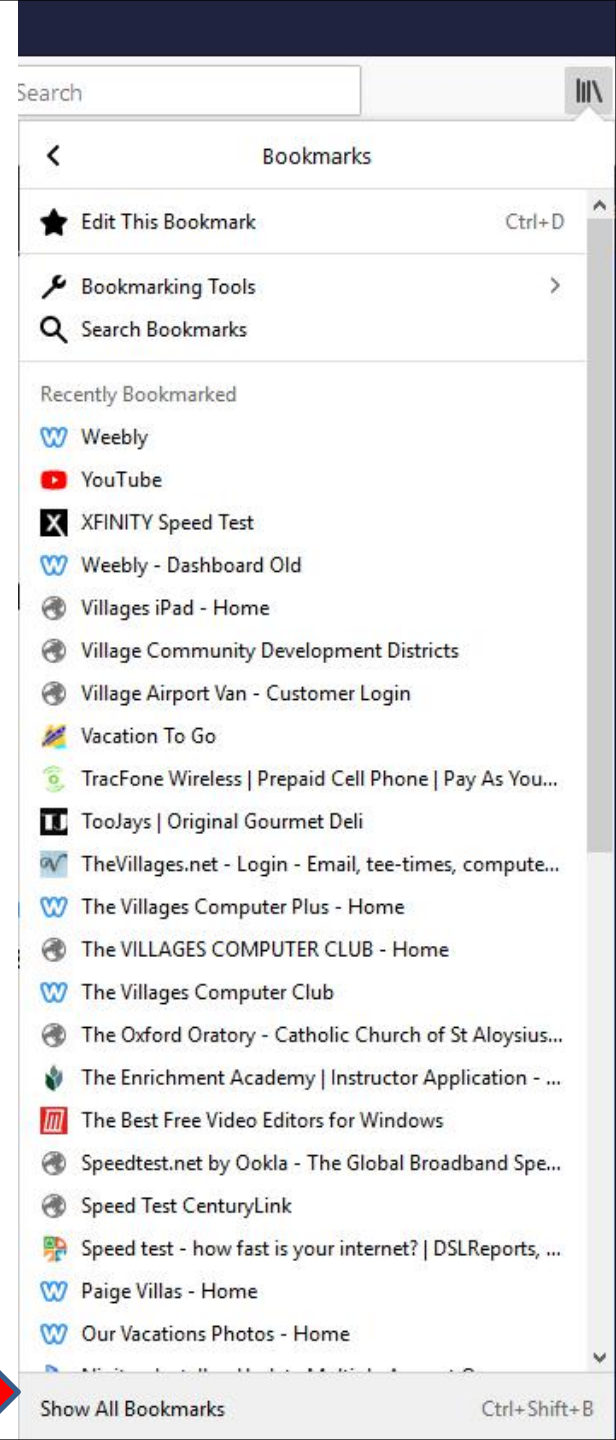 Search
Bookmarks
Edit This Bookmark Ctrl+D
Bookmarking Tools
Search Bookmarks
Recently Bookmarked
Weebly
YouTube
XFINITY Speed Test
Weebly - Dashboard Old
Villages iPad - Home
Village Community Development Districts
Village Airport Van - Customer Login
Vacation To Go
TracFone Wireless | Prepaid Cell Phone | Pay As You...
TooJays | Original Gourmet Deli
TheVillages.net - Login - Email, tee-times, compute...
The Villages Computer Plus - Home
The VILLAGES COMPUTER CLUB - Home
The Villages Computer Club
The Oxford Oratory - Catholic Church of St Aloysius...
The Enrichment Academy | Instructor Application - ...
The Best Free Video Editors for Windows
Speedtest.net by Ookla - The Global Broadband Spe...
Speed Test CenturyLink
Speed test - how fast is your internet? | DSLReports, ...
Paige Villas - Home
Our Vacations Photos - Home
Show All Bookmarks Ctrl+Shift+B